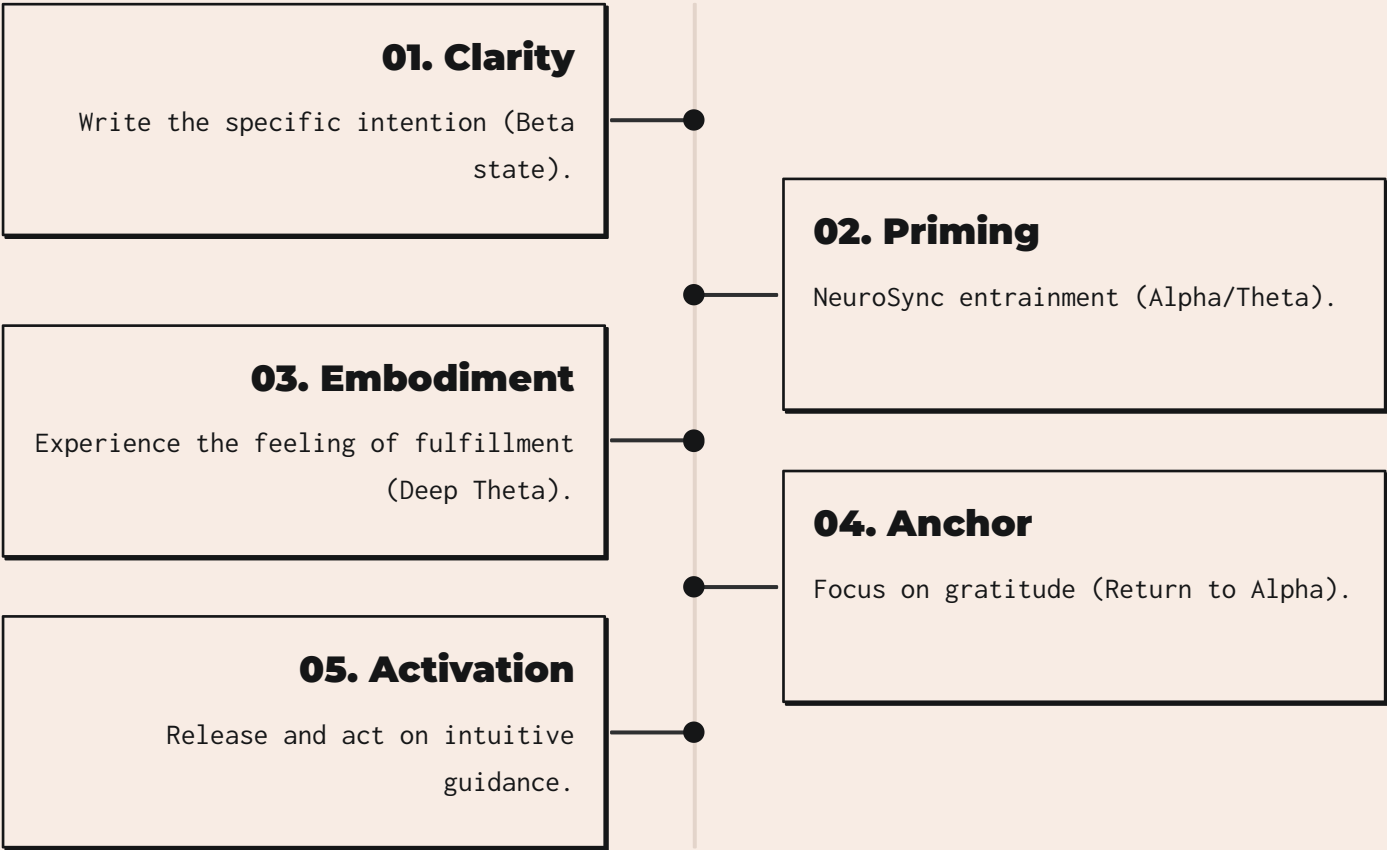 01. Clarity
Write the specific intention (Beta
state).
02. Priming
NeuroSync entrainment (Alpha/Theta).
03. Embodiment
Experience the feeling of fulfillment
(Deep Theta).
04. Anchor
Focus on gratitude (Return to Alpha).
05. Activation
Release and act on intuitive
guidance.